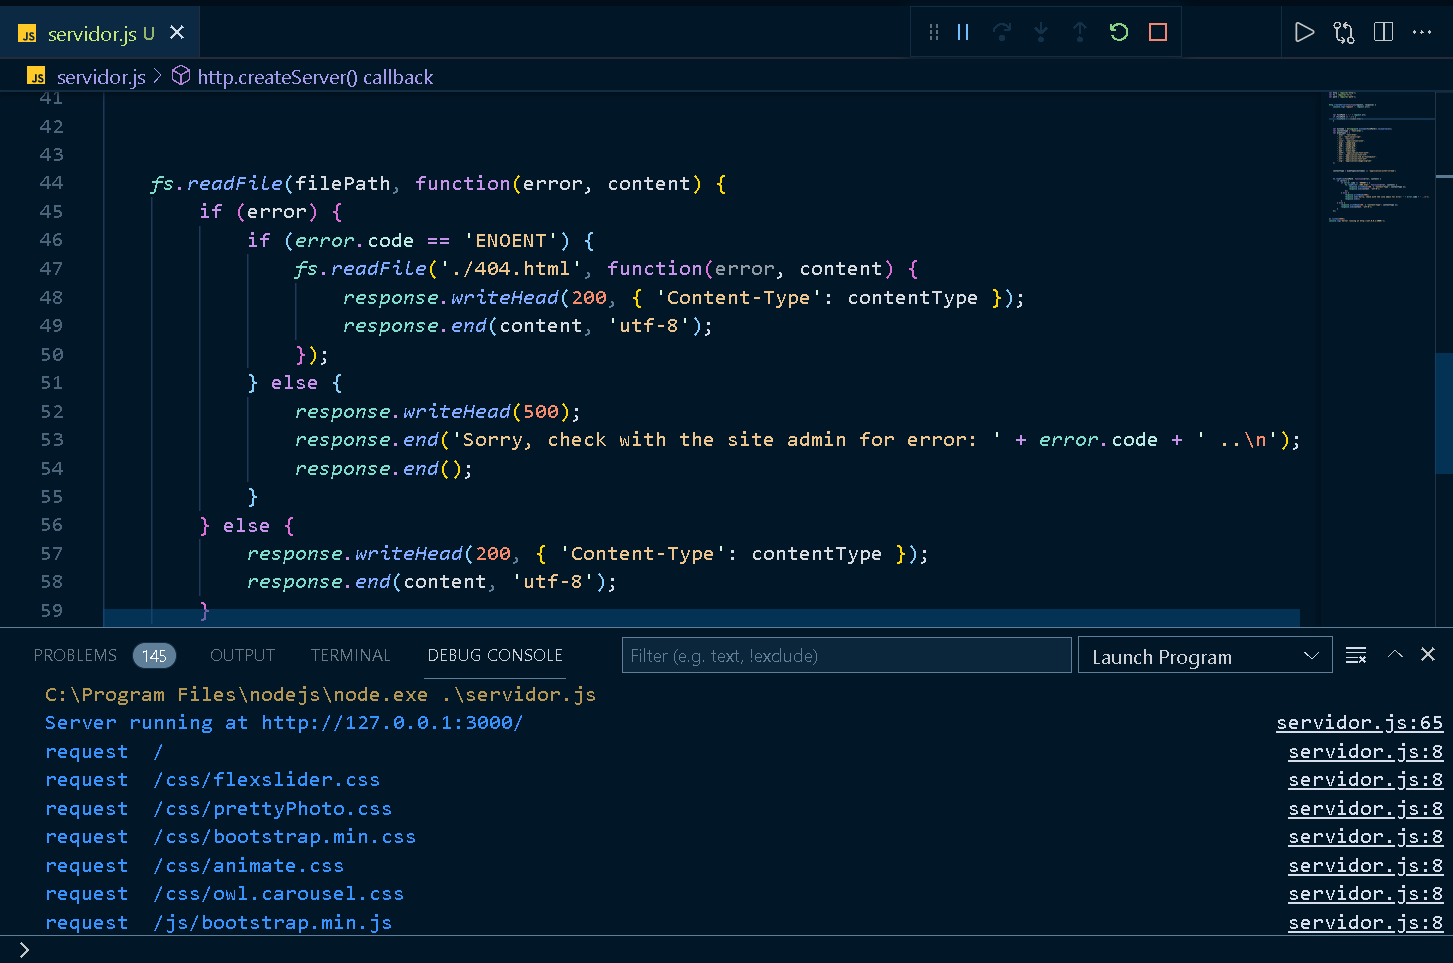 JS servidor.js U
JS servidor.js > http.createServer() callback
41
42
43
44 fs.readFile(filePath, function(error, content) {
45 if (error) {
46 if (error.code == 'ENOENT') {
47 fs.readFile('./404.html', function(error, content) {
48 response.writeHead(200, { 'Content-Type': contentType });
49 response.end(content, 'utf-8');
50 });
51 } else {
52 response.writeHead(500);
53 response.end('Sorry, check with the site admin for error: ' + error.code + ' ..\n');
54 response.end();
55 }
56 } else {
57 response.writeHead(200, { 'Content-Type': contentType });
58 response.end(content, 'utf-8');
59 }
PROBLEMS 145 OUTPUT TERMINAL DEBUG CONSOLE Filter (e.g. text, !exclude) Launch Program
C:\Program Files\nodejs\node.exe .\servidor.js
Server running at http://127.0.0.1:3000/ servidor.js:65
request / servidor.js:8
request /css/flexslider.css servidor.js:8
request /css/prettyPhoto.css servidor.js:8
request /css/bootstrap.min.css servidor.js:8
request /css/animate.css servidor.js:8
request /css/owl.carousel.css servidor.js:8
request /js/bootstrap.min.js servidor.js:8
>